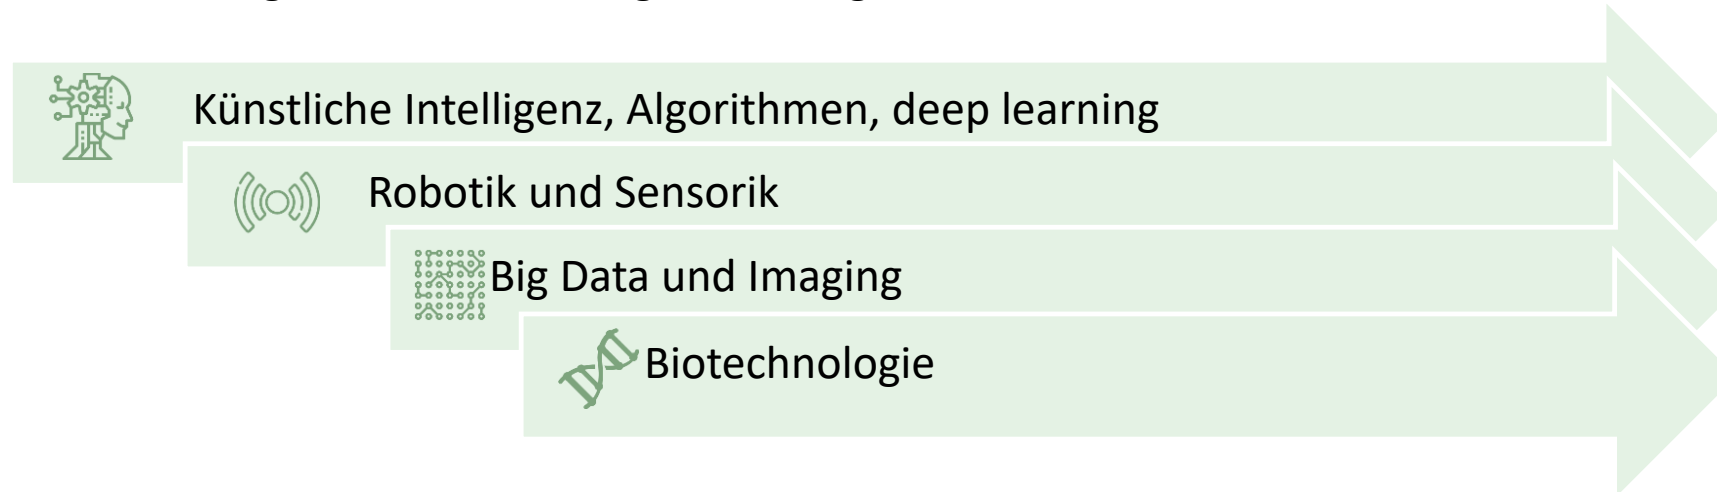 Künstliche Intelligenz, Algorithmen, deep learning
Robotik und Sensorik
Big Data und Imaging
Biotechnologie